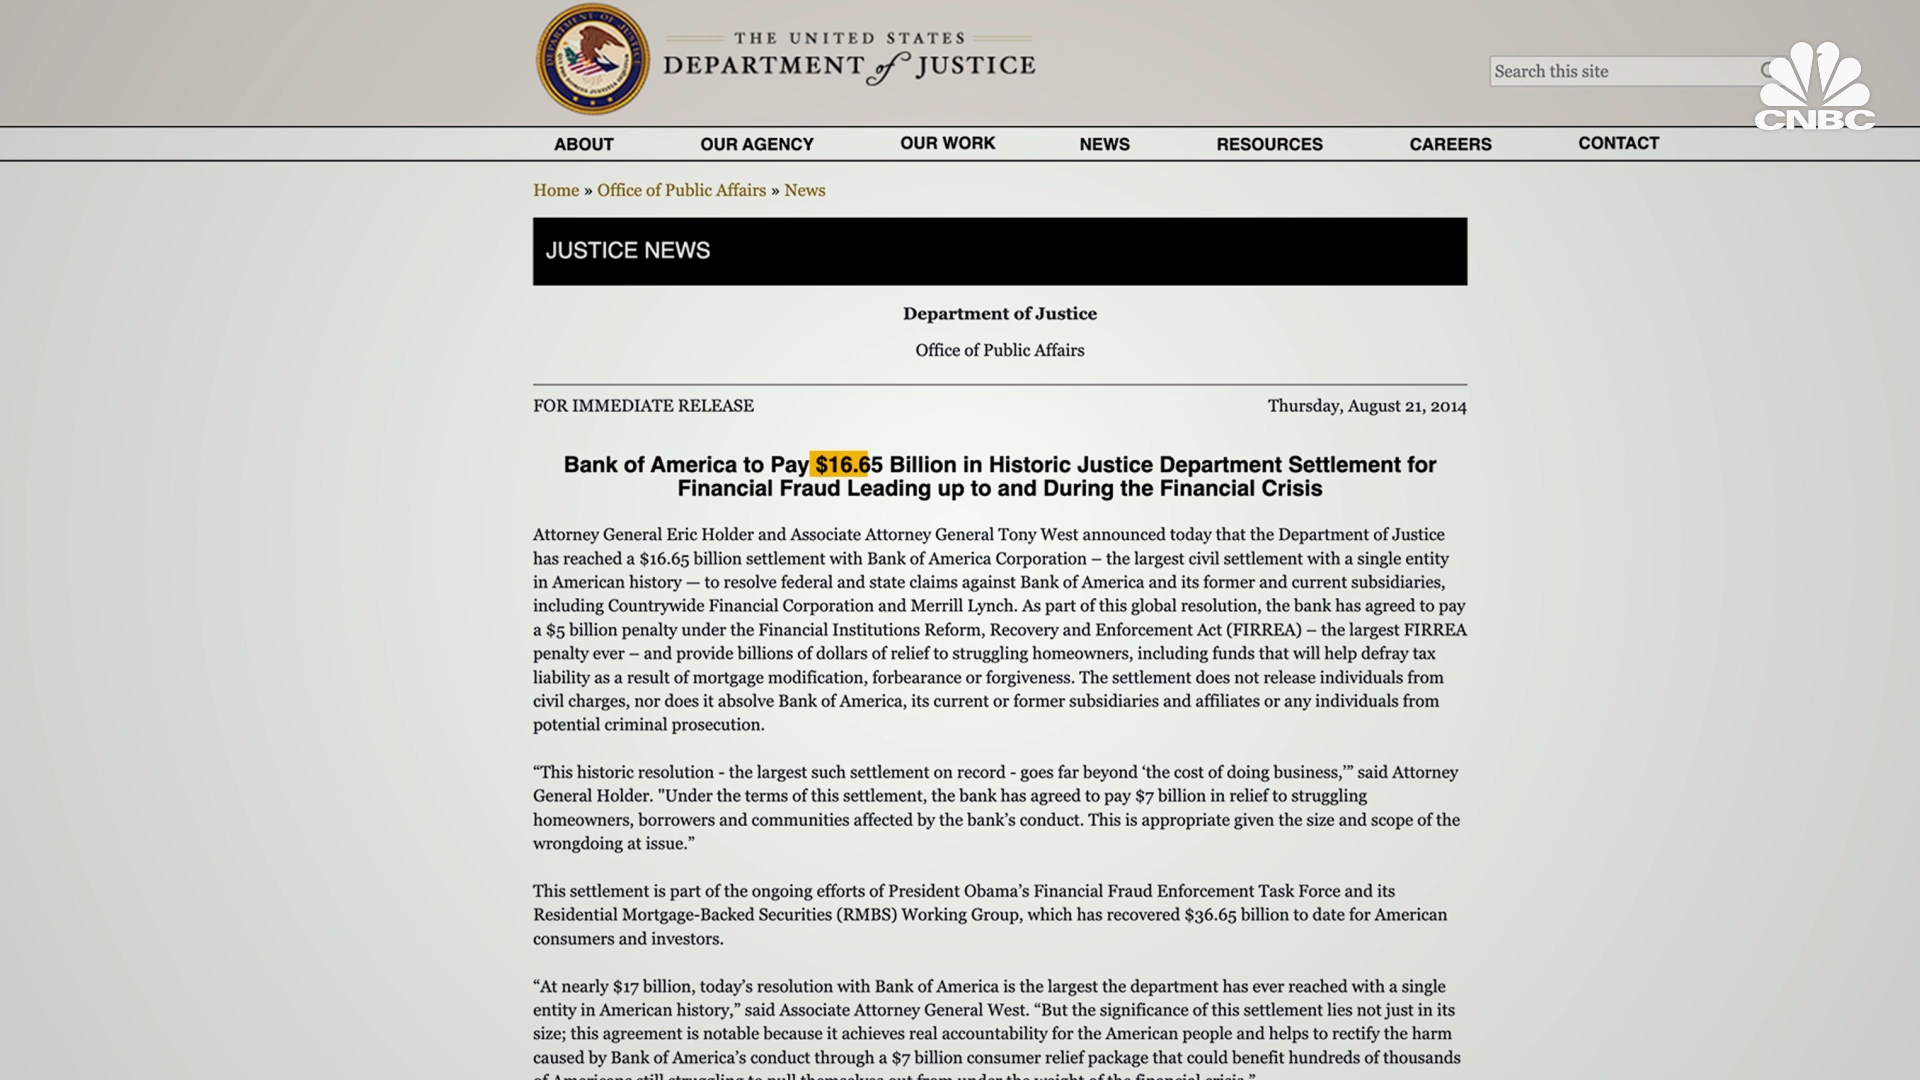 THE UNITED STATES
DEPARTMENT of JUSTICE
Search this site
CNBC
ABOUT OUR AGENCY OUR WORK NEWS RESOURCES CAREERS CONTACT
Home » Office of Public Affairs » News
JUSTICE NEWS
Department of Justice
Office of Public Affairs
FOR IMMEDIATE RELEASE Thursday, August 21, 2014
Bank of America to Pay $16.65 Billion in Historic Justice Department Settlement for
Financial Fraud Leading up to and During the Financial Crisis
Attorney General Eric Holder and Associate Attorney General Tony West announced today that the Department of Justice
has reached a $16.65 billion settlement with Bank of America Corporation – the largest civil settlement with a single entity
in American history — to resolve federal and state claims against Bank of America and its former and current subsidiaries,
including Countrywide Financial Corporation and Merrill Lynch. As part of this global resolution, the bank has agreed to pay
a $5 billion penalty under the Financial Institutions Reform, Recovery and Enforcement Act (FIRREA) – the largest FIRREA
penalty ever – and provide billions of dollars of relief to struggling homeowners, including funds that will help defray tax
liability as a result of mortgage modification, forbearance or forgiveness. The settlement does not release individuals from
civil charges, nor does it absolve Bank of America, its current or former subsidiaries and affiliates or any individuals from
potential criminal prosecution.
“This historic resolution - the largest such settlement on record - goes far beyond ‘the cost of doing business,’” said Attorney
General Holder. "Under the terms of this settlement, the bank has agreed to pay $7 billion in relief to struggling
homeowners, borrowers and communities affected by the bank’s conduct. This is appropriate given the size and scope of the
wrongdoing at issue.”
This settlement is part of the ongoing efforts of President Obama’s Financial Fraud Enforcement Task Force and its
Residential Mortgage-Backed Securities (RMBS) Working Group, which has recovered $36.65 billion to date for American
consumers and investors.
“At nearly $17 billion, today’s resolution with Bank of America is the largest the department has ever reached with a single
entity in American history,” said Associate Attorney General West. “But the significance of this settlement lies not just in its
size; this agreement is notable because it achieves real accountability for the American people and helps to rectify the harm
caused by Bank of America’s conduct through a $7 billion consumer relief package that could benefit hundreds of thousands
of Americans still struggling to pull themselves out from under the weight of the financial crisis.”